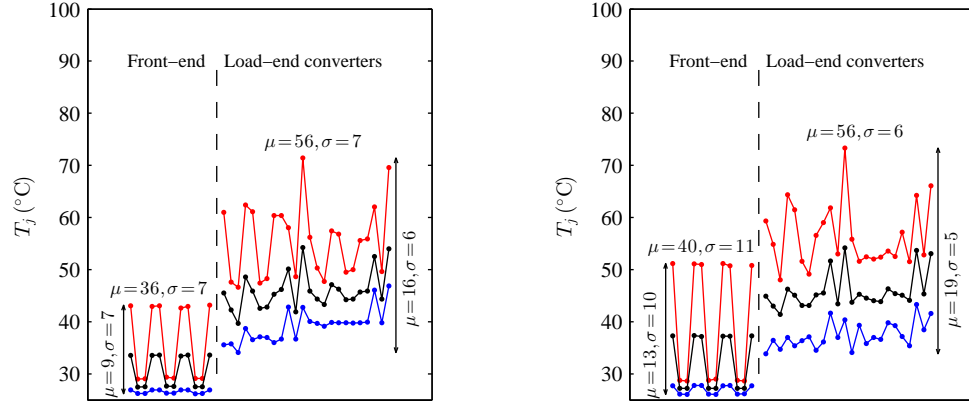 100
90
80
70
60
50
40
30
T_j (°C)
Front−end
Load−end converters
μ=56, σ=7
μ=36, σ=7
μ=9, σ=7
μ=16, σ=6
100
90
80
70
60
50
40
30
T_j (°C)
Front−end
Load−end converters
μ=56, σ=6
μ=40, σ=11
μ=13, σ=10
μ=19, σ=5